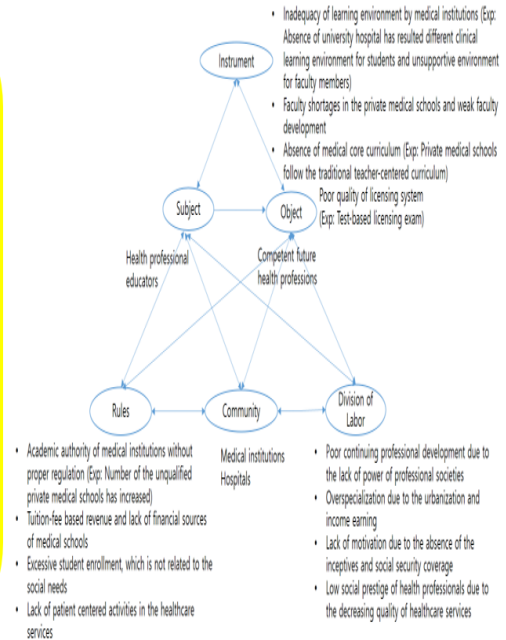 • Inadequacy of learning environment by medical institutions (Exp:
Absence of university hospital has resulted different clinical
learning environment for students and unsupportive environment
for faculty members)
• Faculty shortages in the private medical schools and weak faculty
development
• Absence of medical core curriculum (Exp: Private medical schools
follow the traditional teacher-centered curriculum)
Instrument
Poor quality of licensing system
(Exp: Test-based licensing exam)
Subject
Object
Health professional
educators
Competent future
health professions
Rules
Community
Division of
Labor
• Academic authority of medical institutions without
proper regulation (Exp: Number of the unqualified
private medical schools has increased)
• Tuition-fee based revenue and lack of financial sources
of medical schools
• Excessive student enrollment, which is not related to the
social needs
• Lack of patient centered activities in the healthcare
services
Medical institutions
Hospitals
• Poor continuing professional development due to
the lack of power of professional societies
• Overspecialization due to the urbanization and
income earning
• Lack of motivation due to the absence of the
inceptives and social security coverage
• Low social prestige of health professionals due to
the decreasing quality of healthcare services